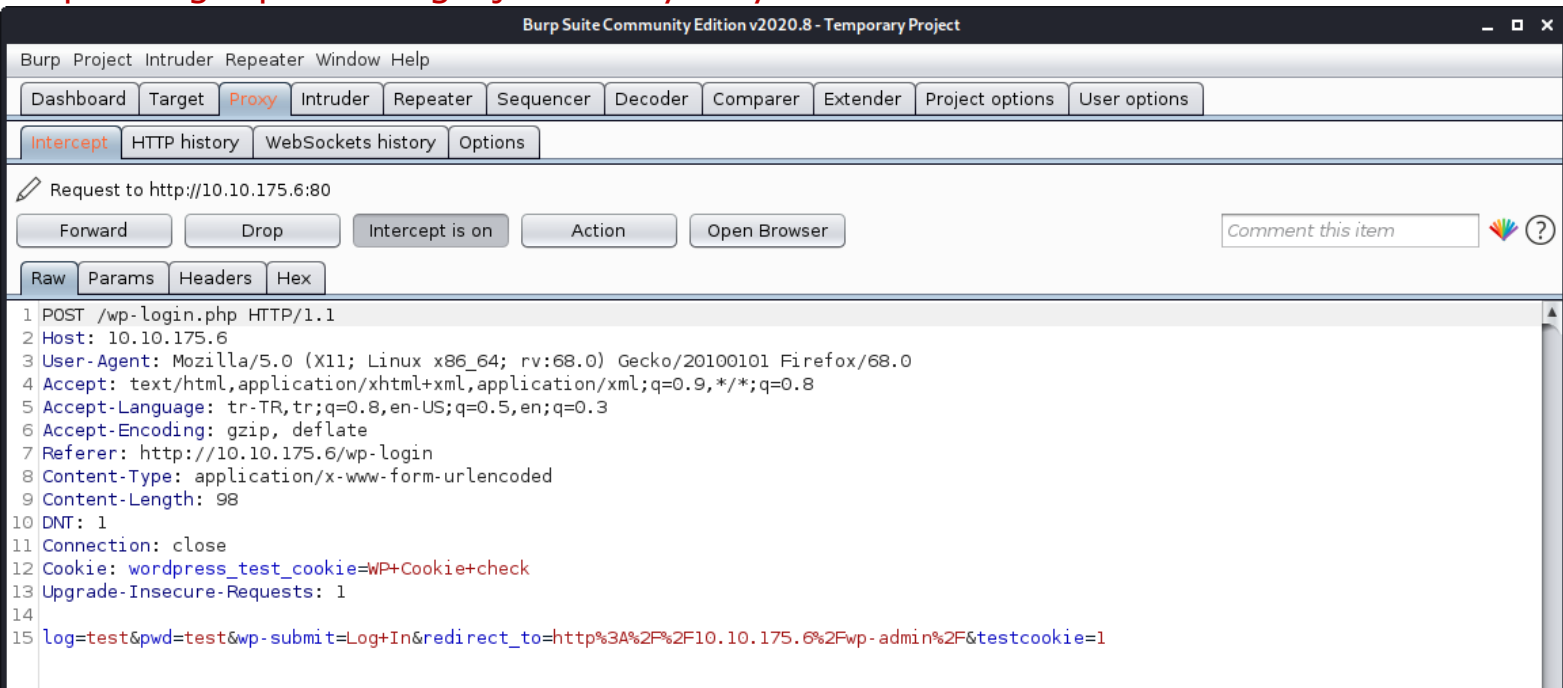 Burp Suite Community Edition v2020.8 - Temporary Project
Burp Project Intruder Repeater Window Help
Dashboard Target Proxy Intruder Repeater Sequencer Decoder Comparer Extender Project options User options
Intercept HTTP history WebSockets history Options
Request to http://10.10.175.6:80
Forward Drop Intercept is on Action Open Browser Comment this item ?
Raw Params Headers Hex
1 POST /wp-login.php HTTP/1.1
2 Host: 10.10.175.6
3 User-Agent: Mozilla/5.0 (X11; Linux x86_64; rv:68.0) Gecko/20100101 Firefox/68.0
4 Accept: text/html,application/xhtml+xml,application/xml;q=0.9,*/*;q=0.8
5 Accept-Language: tr-TR,tr;q=0.8,en-US;q=0.5,en;q=0.3
6 Accept-Encoding: gzip, deflate
7 Referer: http://10.10.175.6/wp-login
8 Content-Type: application/x-www-form-urlencoded
9 Content-Length: 98
10 DNT: 1
11 Connection: close
12 Cookie: wordpress_test_cookie=WP+Cookie+check
13 Upgrade-Insecure-Requests: 1
14
15 log=test&pwd=test&wp-submit=Log+In&redirect_to=http%3A%2F%2F10.10.175.6%2Fwp-admin%2F&testcookie=1